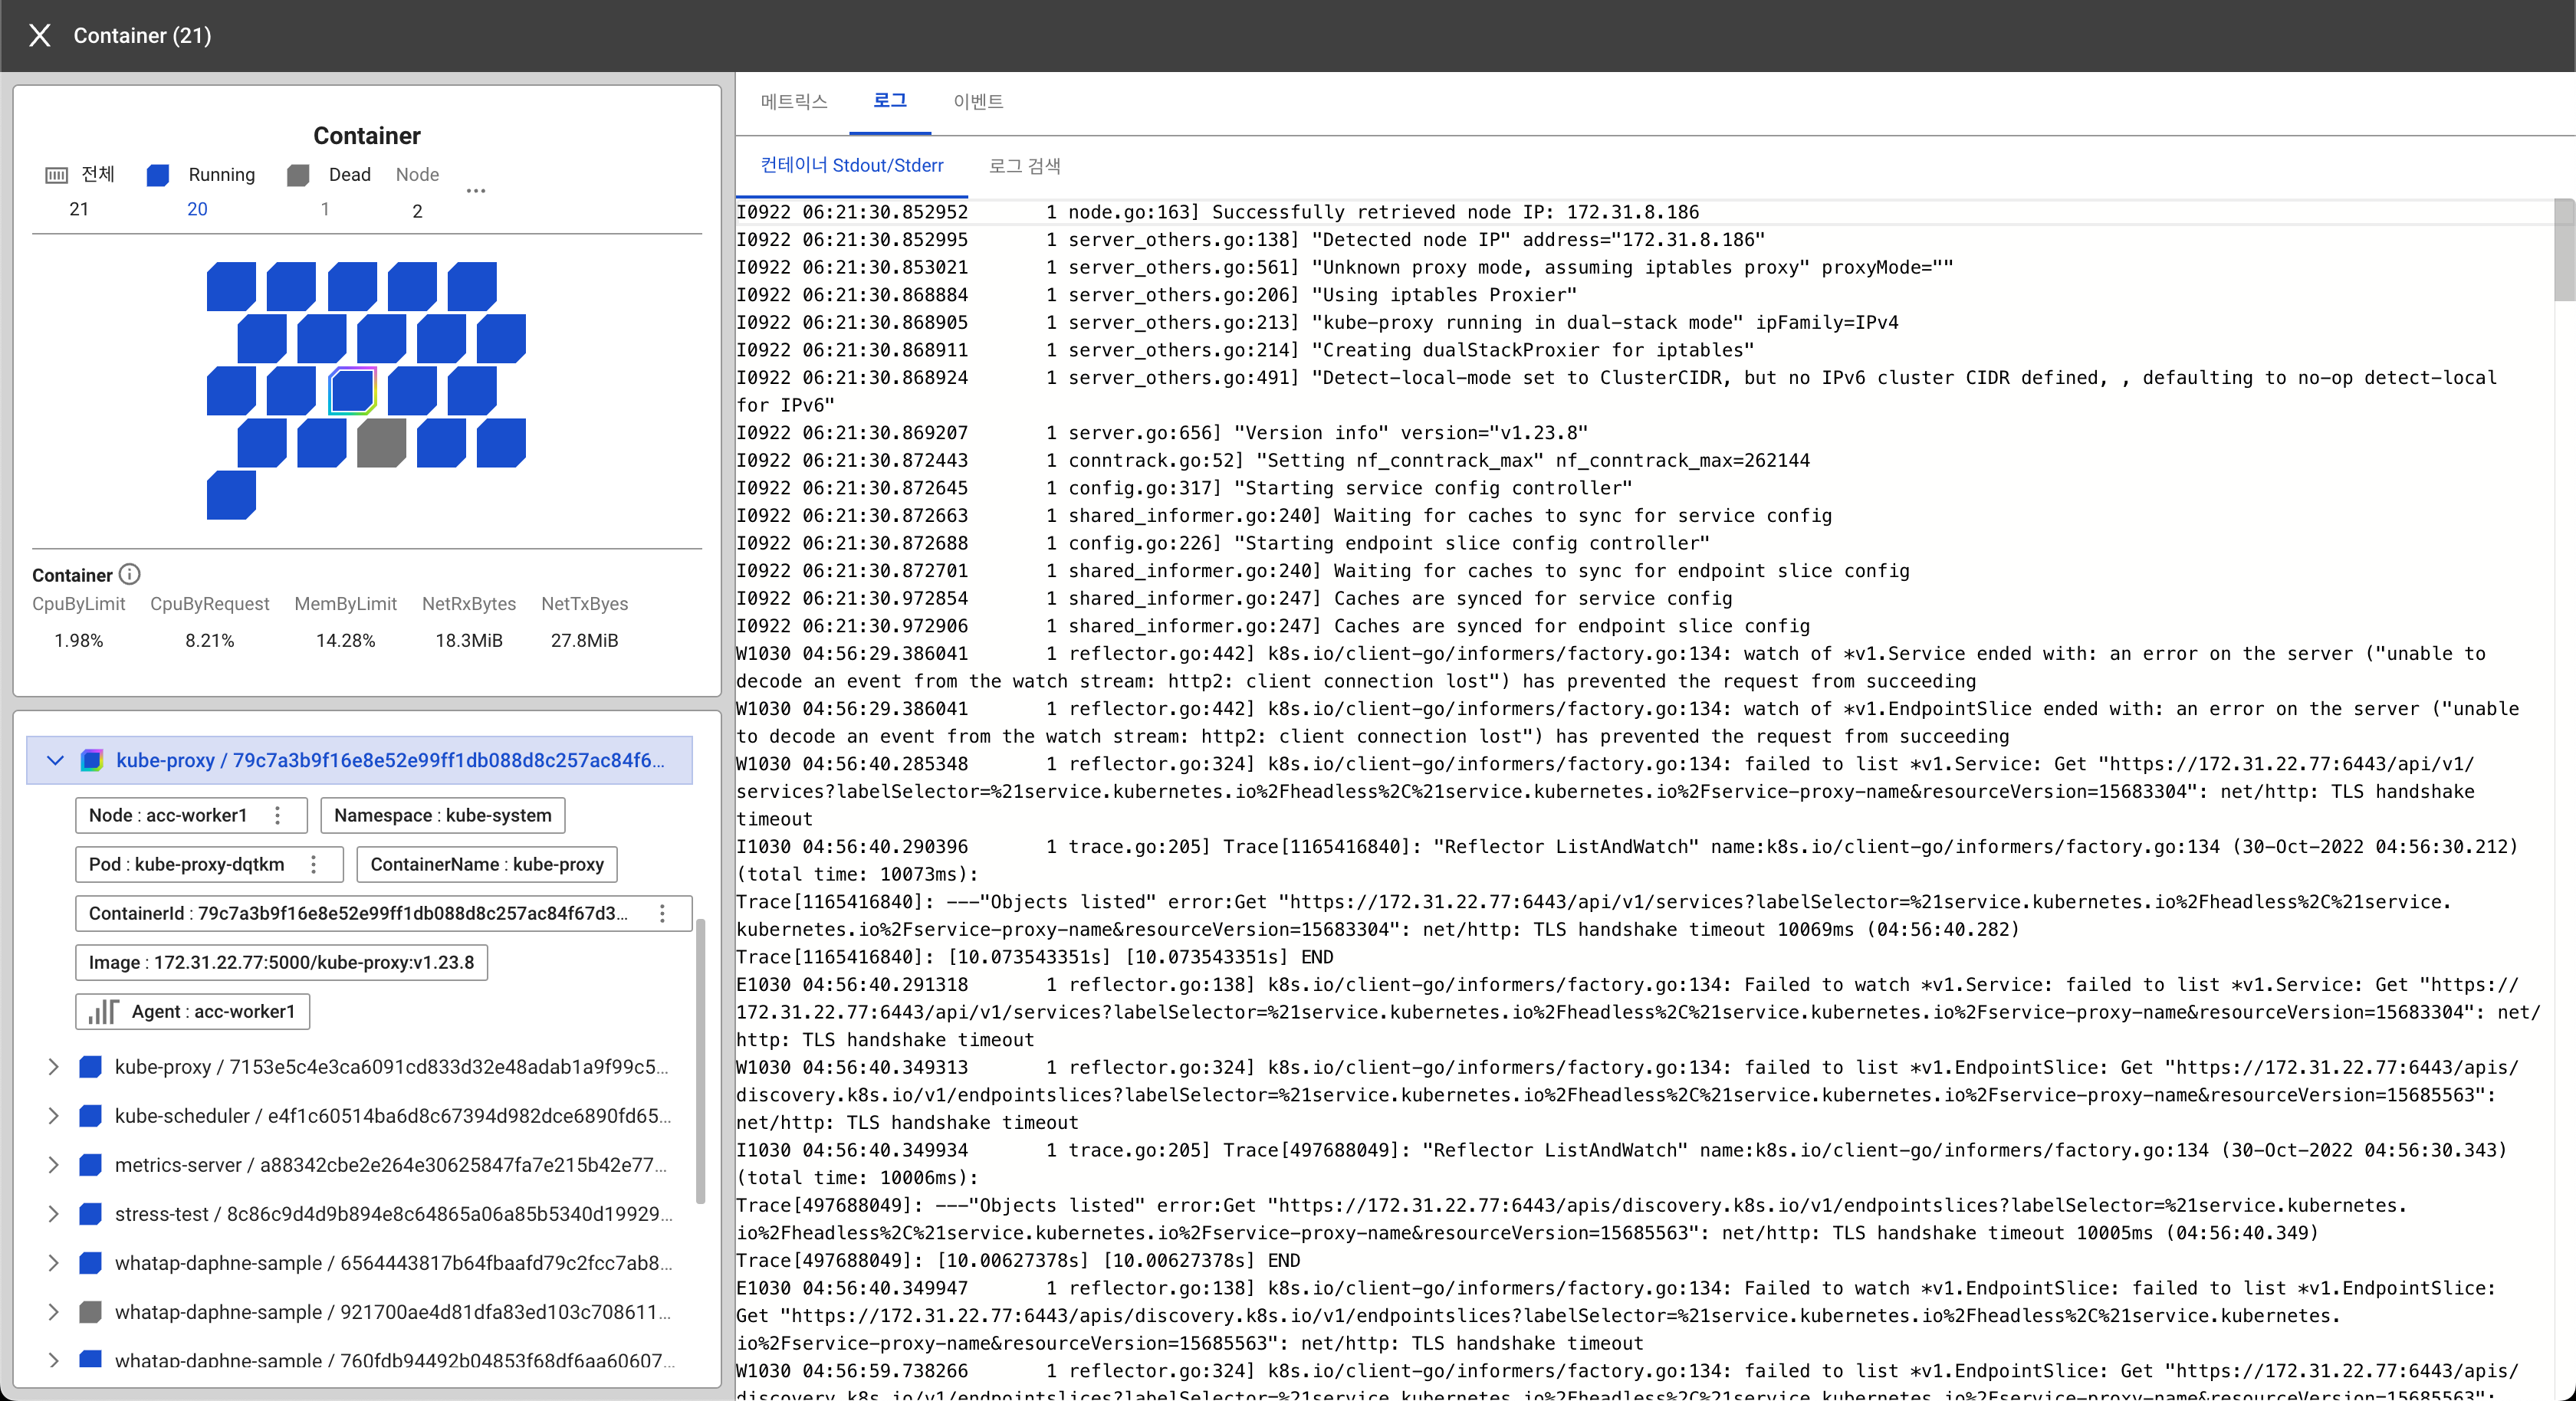 Container (21)
Container
전체 Running Dead Node ...
21 20 1 2
Container
CpuByLimit CpuByRequest MemByLimit NetRxBytes NetTxByes
1.98% 8.21% 14.28% 18.3MiB 27.8MiB
kube-proxy / 79c7a3b9f16e8e52e99ff1db088d8c257ac84f6...
Node : acc-worker1
Namespace : kube-system
Pod : kube-proxy-dqtkm
ContainerName : kube-proxy
ContainerId : 79c7a3b9f16e8e52e99ff1db088d8c257ac84f67d3...
Image : 172.31.22.77:5000/kube-proxy:v1.23.8
Agent : acc-worker1
kube-proxy / 7153e5c4e3ca6091cd833d32e48adab1a9f99c5...
kube-scheduler / e4f1c60514ba6d8c67394d982dce6890fd65...
metrics-server / a88342cbe2e264e30625847fa7e215b42e77...
stress-test / 8c86c9d4d9b894e8c64865a06a85b5340d19929...
whatap-daphne-sample / 6564443817b64fbaafd79c2fcc7ab8...
whatap-daphne-sample / 921700ae4d81dfa83ed103c708611...
whatap-daphne-sample / 760fdb94492b04853f68df6aa60607...
메트릭스 로그 이벤트
컨테이너 Stdout/Stderr 로그 검색
I0922 06:21:30.852952 1 node.go:163] Successfully retrieved node IP: 172.31.8.186
I0922 06:21:30.852995 1 server_others.go:138] "Detected node IP" address="172.31.8.186"
I0922 06:21:30.853021 1 server_others.go:561] "Unknown proxy mode, assuming iptables proxy" proxyMode=""
I0922 06:21:30.868884 1 server_others.go:206] "Using iptables Proxier"
I0922 06:21:30.868905 1 server_others.go:213] "kube-proxy running in dual-stack mode" ipFamily=IPv4
I0922 06:21:30.868911 1 server_others.go:214] "Creating dualStackProxier for iptables"
I0922 06:21:30.868924 1 server_others.go:491] "Detect-local-mode set to ClusterCIDR, but no IPv6 cluster CIDR defined, , defaulting to no-op detect-local
for IPv6"
I0922 06:21:30.869207 1 server.go:656] "Version info" version="v1.23.8"
I0922 06:21:30.872443 1 conntrack.go:52] "Setting nf_conntrack_max" nf_conntrack_max=262144
I0922 06:21:30.872645 1 config.go:317] "Starting service config controller"
I0922 06:21:30.872663 1 shared_informer.go:240] Waiting for caches to sync for service config
I0922 06:21:30.872688 1 config.go:226] "Starting endpoint slice config controller"
I0922 06:21:30.872701 1 shared_informer.go:240] Waiting for caches to sync for endpoint slice config
I0922 06:21:30.972854 1 shared_informer.go:247] Caches are synced for service config
I0922 06:21:30.972906 1 shared_informer.go:247] Caches are synced for endpoint slice config
W1030 04:56:29.386041 1 reflector.go:442] k8s.io/client-go/informers/factory.go:134: watch of *v1.Service ended with: an error on the server ("unable to
decode an event from the watch stream: http2: client connection lost") has prevented the request from succeeding
W1030 04:56:29.386041 1 reflector.go:442] k8s.io/client-go/informers/factory.go:134: watch of *v1.EndpointSlice ended with: an error on the server ("unable
to decode an event from the watch stream: http2: client connection lost") has prevented the request from succeeding
W1030 04:56:40.285348 1 reflector.go:324] k8s.io/client-go/informers/factory.go:134: failed to list *v1.Service: Get "https://172.31.22.77:6443/api/v1/
services?labelSelector=%21service.kubernetes.io%2Fheadless%2C%21service.kubernetes.io%2Fservice-proxy-name&resourceVersion=15683304": net/http: TLS handshake
timeout
I1030 04:56:40.290396 1 trace.go:205] Trace[1165416840]: "Reflector ListAndWatch" name:k8s.io/client-go/informers/factory.go:134 (30-Oct-2022 04:56:30.212)
(total time: 10073ms):
Trace[1165416840]: ---"Objects listed" error:Get "https://172.31.22.77:6443/api/v1/services?labelSelector=%21service.kubernetes.io%2Fheadless%2C%21service.
kubernetes.io%2Fservice-proxy-name&resourceVersion=15683304": net/http: TLS handshake timeout 10069ms (04:56:40.282)
Trace[1165416840]: [10.073543351s] [10.073543351s] END
E1030 04:56:40.291318 1 reflector.go:138] k8s.io/client-go/informers/factory.go:134: Failed to watch *v1.Service: failed to list *v1.Service: Get "https://
172.31.22.77:6443/api/v1/services?labelSelector=%21service.kubernetes.io%2Fheadless%2C%21service.kubernetes.io%2Fservice-proxy-name&resourceVersion=15683304": net/
http: TLS handshake timeout
W1030 04:56:40.349313 1 reflector.go:324] k8s.io/client-go/informers/factory.go:134: failed to list *v1.EndpointSlice: Get "https://172.31.22.77:6443/apis/
discovery.k8s.io/v1/endpointslices?labelSelector=%21service.kubernetes.io%2Fheadless%2C%21service.kubernetes.io%2Fservice-proxy-name&resourceVersion=15685563":
net/http: TLS handshake timeout
I1030 04:56:40.349934 1 trace.go:205] Trace[497688049]: "Reflector ListAndWatch" name:k8s.io/client-go/informers/factory.go:134 (30-Oct-2022 04:56:30.343)
(total time: 10006ms):
Trace[497688049]: ---"Objects listed" error:Get "https://172.31.22.77:6443/apis/discovery.k8s.io/v1/endpointslices?labelSelector=%21service.kubernetes.
io%2Fheadless%2C%21service.kubernetes.io%2Fservice-proxy-name&resourceVersion=15685563": net/http: TLS handshake timeout 10005ms (04:56:40.349)
Trace[497688049]: [10.00627378s] [10.00627378s] END
E1030 04:56:40.349947 1 reflector.go:138] k8s.io/client-go/informers/factory.go:134: Failed to watch *v1.EndpointSlice: failed to list *v1.EndpointSlice:
Get "https://172.31.22.77:6443/apis/discovery.k8s.io/v1/endpointslices?labelSelector=%21service.kubernetes.io%2Fheadless%2C%21service.kubernetes.
io%2Fservice-proxy-name&resourceVersion=15685563": net/http: TLS handshake timeout
W1030 04:56:59.738266 1 reflector.go:324] k8s.io/client-go/informers/factory.go:134: failed to list *v1.EndpointSlice: Get "https://172.31.22.77:6443/apis/
discovery.k8s.io/v1/endpointslices?labelSelector=%21service.kubernetes.io%2Fheadless%2C%21service.kubernetes.io%2Fservice-proxy-name&resourceVersion=15685563":